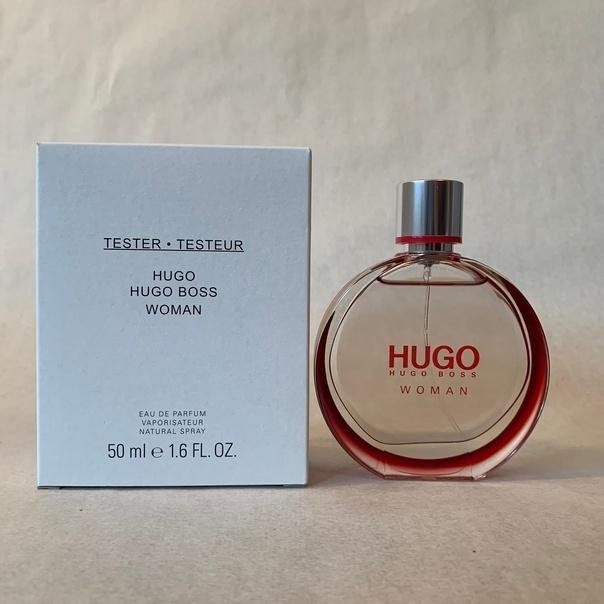 TESTER • TESTEUR
HUGO
HUGO BOSS
WOMAN
EAU DE PARFUM
VAPORISATEUR
NATURAL SPRAY
50 ml ℮ 1.6 FL. OZ.
HUGO
HUGO BOSS
WOMAN